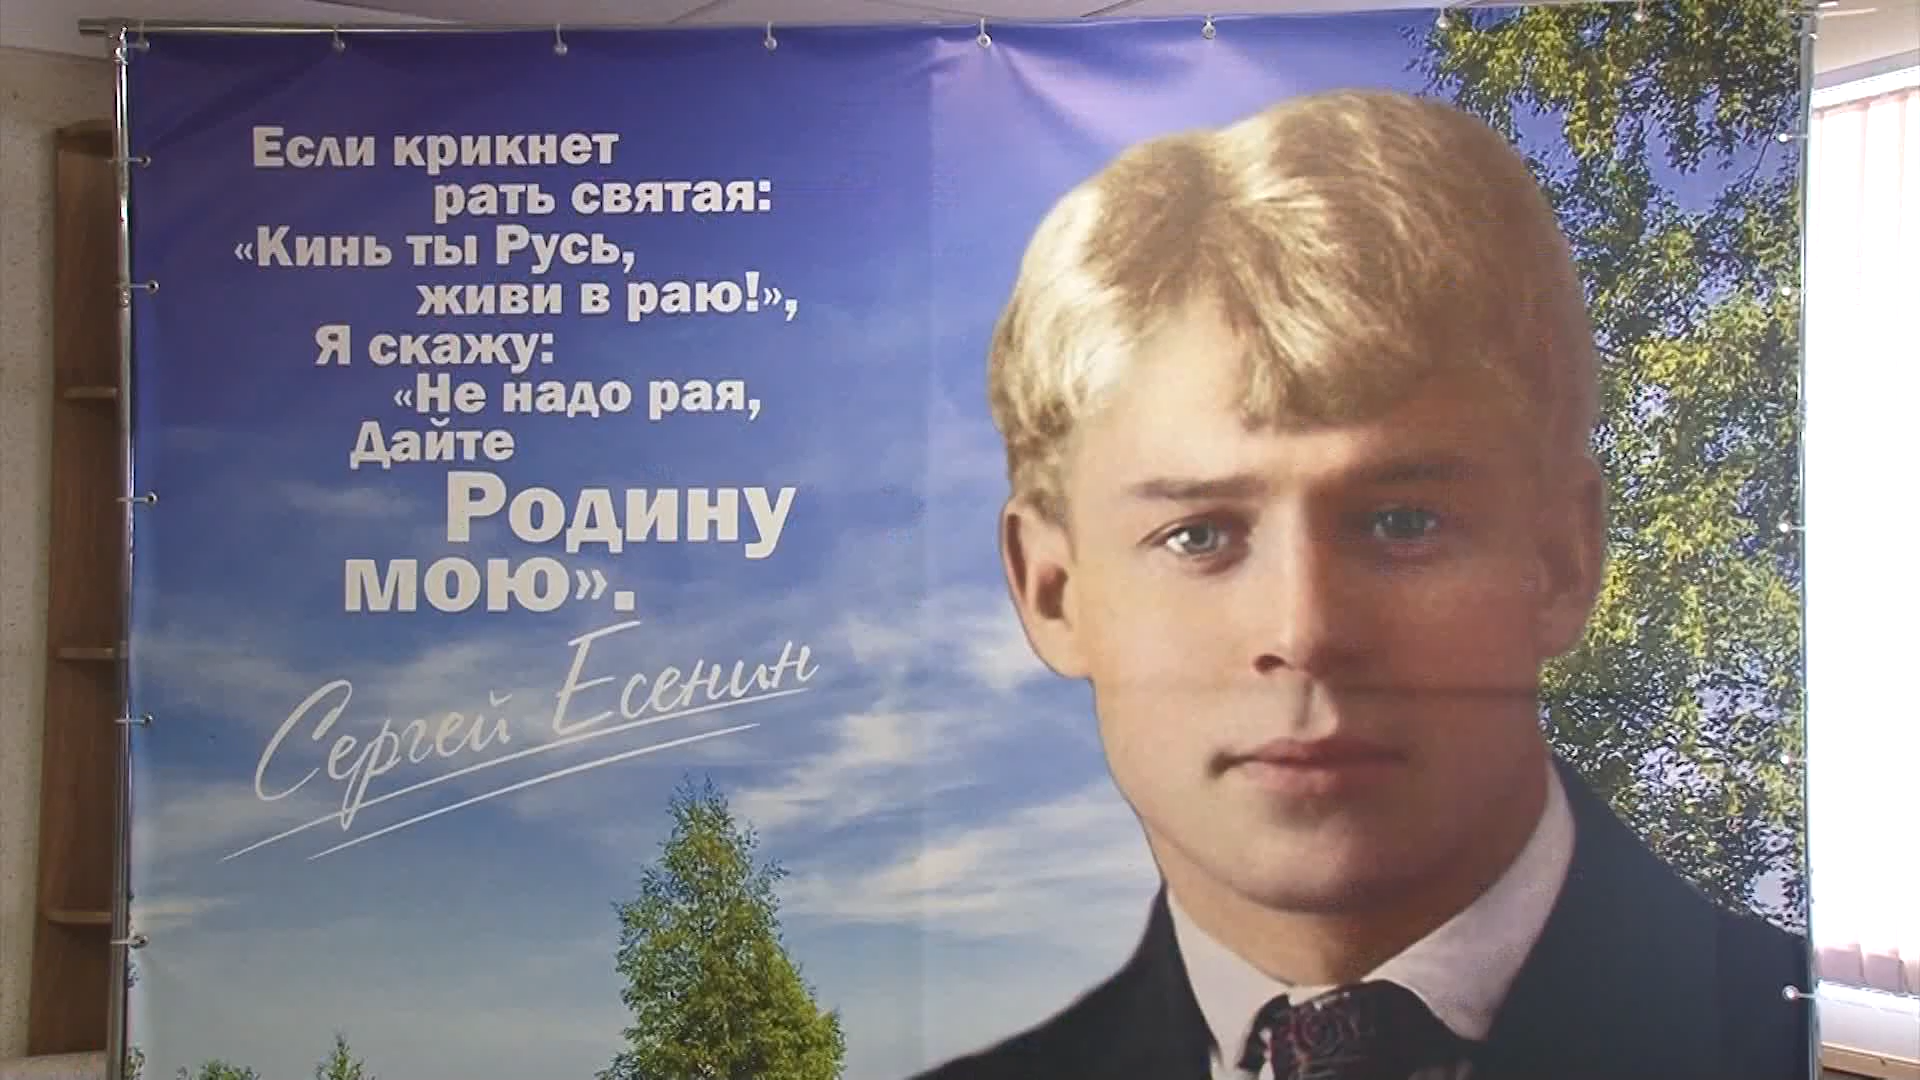 Если крикнет
рать святая:
«Кинь ты Русь,
живи в раю!»,
Я скажу:
«Не надо рая,
Дайте
Родину
мою».
Сергей Есенин